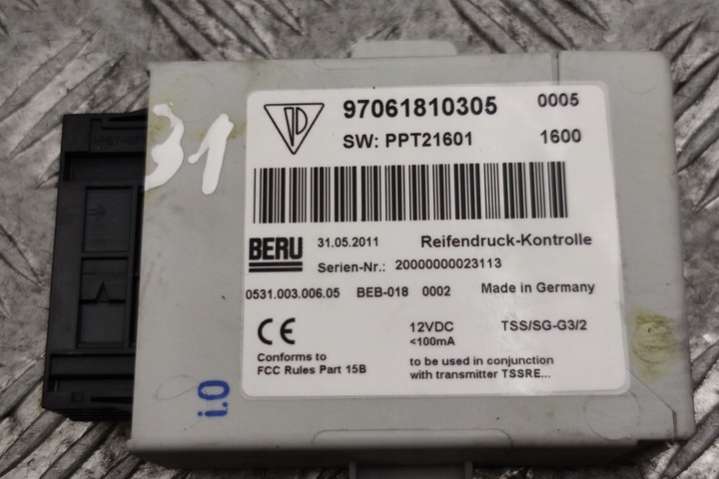 31
97061810305 0005
SW: PPT21601 1600
BERU 31.05.2011 Reifendruck-Kontrolle
Serien-Nr.: 20000000023113
0531.003.006.05 BEB-018 0002 Made in Germany
CE 12VDC TSS/SG-G3/2
<100mA
Conforms to to be used in conjunction
FCC Rules Part 15B with transmitter TSSRE...
i.O